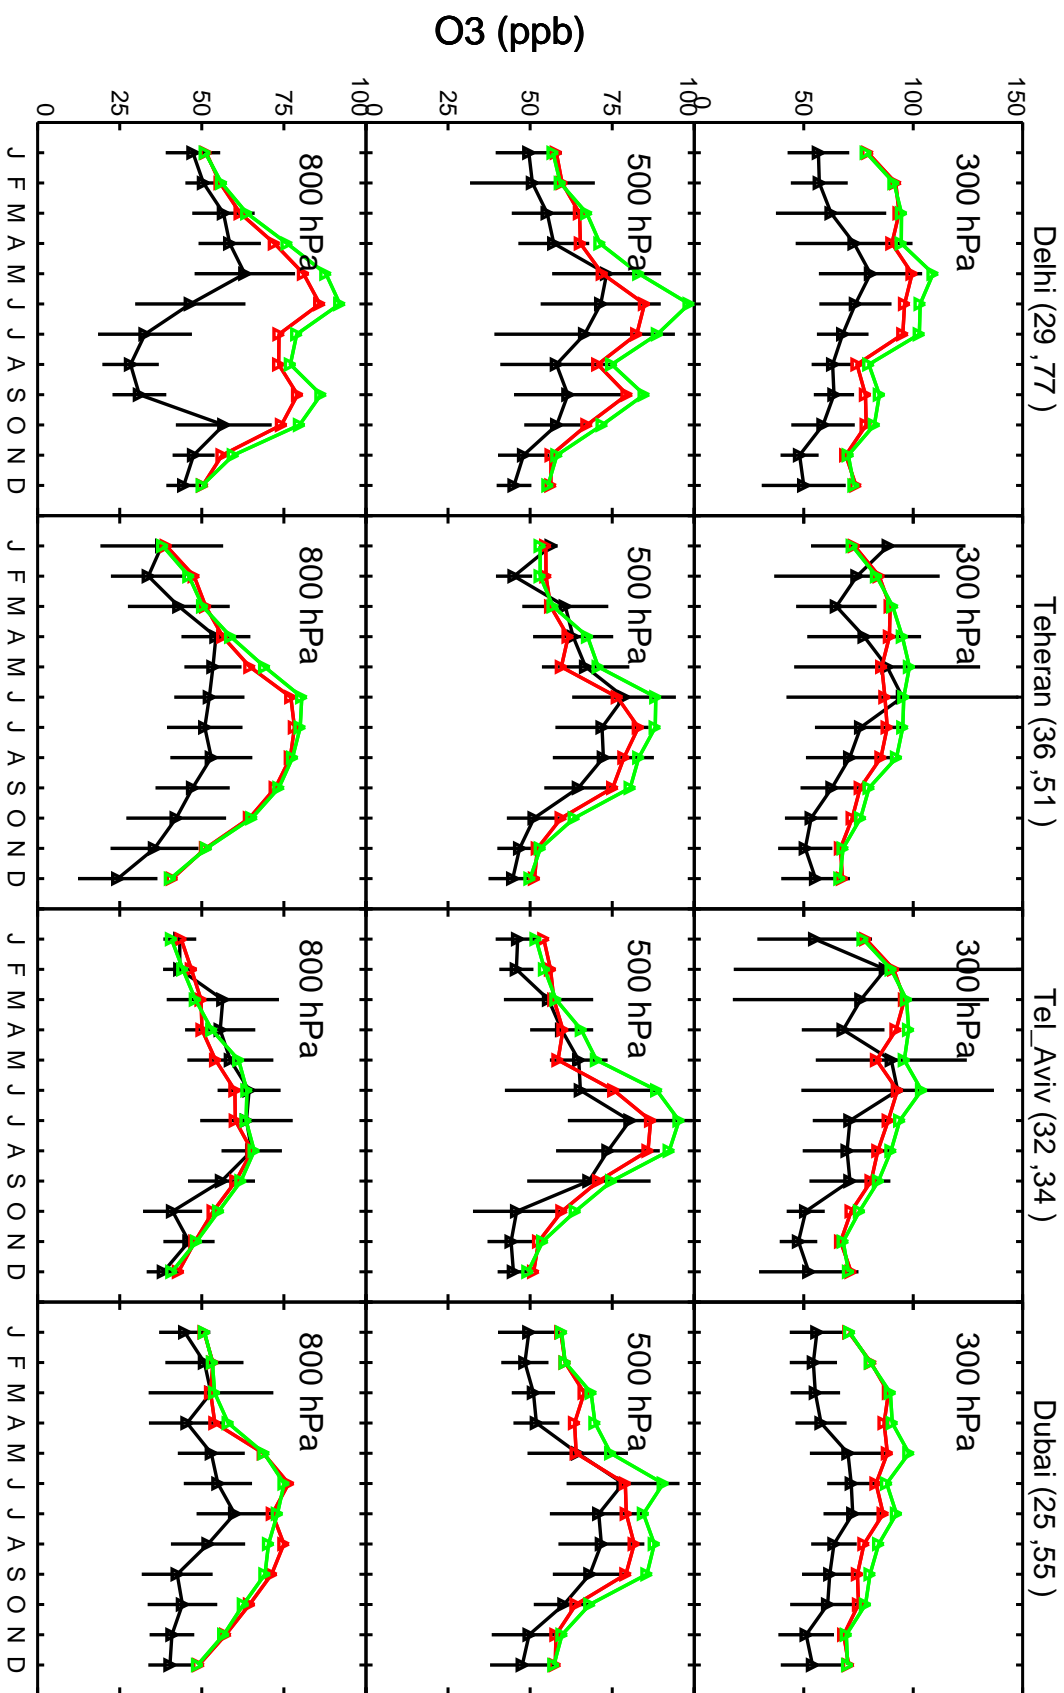 Delhi (29 ,77 )
Teheran (36 ,51 )
Tel_Aviv (32 ,34 )
Dubai (25 ,55 )
150
100
50
0
300 hPa
300 hPa
300 hPa
300 hPa
100
75
50
25
0
500 hPa
500 hPa
500 hPa
500 hPa
O3 (ppb)
100
75
50
25
0
800 hPa
800 hPa
800 hPa
800 hPa
J F M A M J J A S O N D
J F M A M J J A S O N D
J F M A M J J A S O N D
J F M A M J J A S O N D